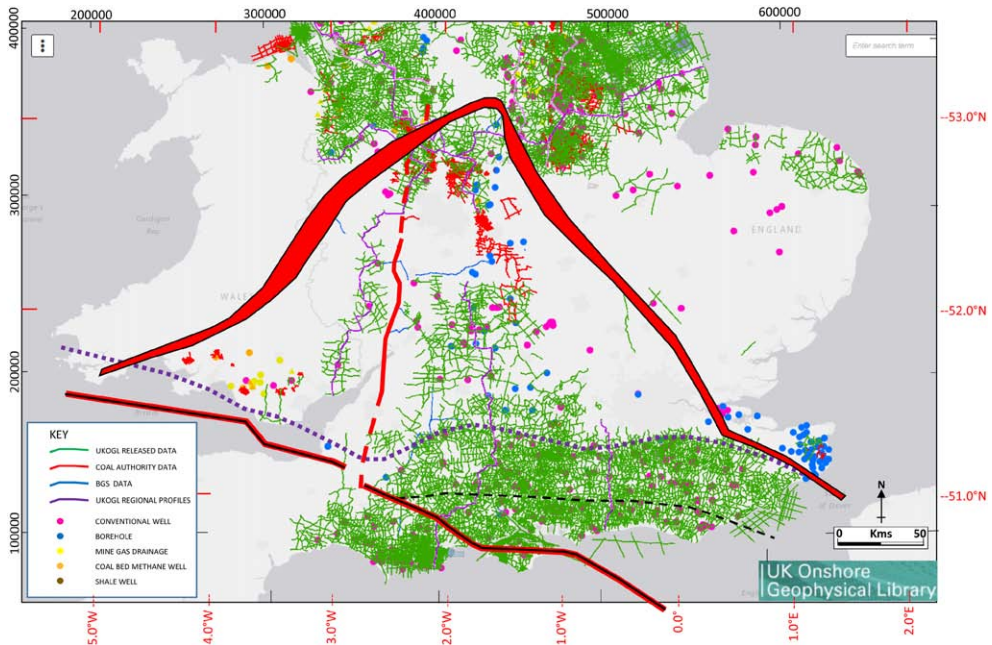 200000 300000 400000 500000 600000
400000
300000
200000
100000
Enter search term
--53.0°N
--52.0°N
--51.0°N
Cardigan
Bay
WALE
ENGLAND
KEY
UKOGL RELEASED DATA
COAL AUTHORITY DATA
BGS DATA
UKOGL REGIONAL PROFILES
CONVENTIONAL WELL
BOREHOLE
MINE GAS DRAINAGE
COAL BED METHANE WELL
SHALE WELL
N
0 Kms 50
UK Onshore
Geophysical Library
5.0°W 4.0°W 3.0°W 2.0°W 1.0°W 0.0° 1.0°E 2.0°E